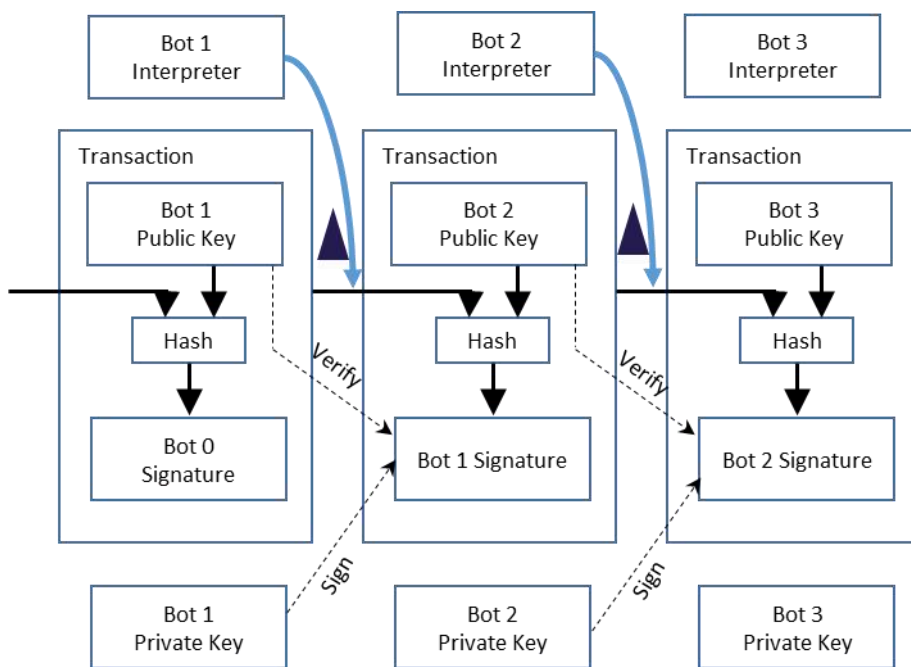 Bot 1
Interpreter
Bot 2
Interpreter
Bot 3
Interpreter
Transaction
Bot 1
Public Key
Hash
Verify
Bot 0
Signature
Transaction
Bot 2
Public Key
Hash
Verify
Bot 1 Signature
Transaction
Bot 3
Public Key
Hash
Bot 2 Signature
Sign
Sign
Bot 1
Private Key
Bot 2
Private Key
Bot 3
Private Key